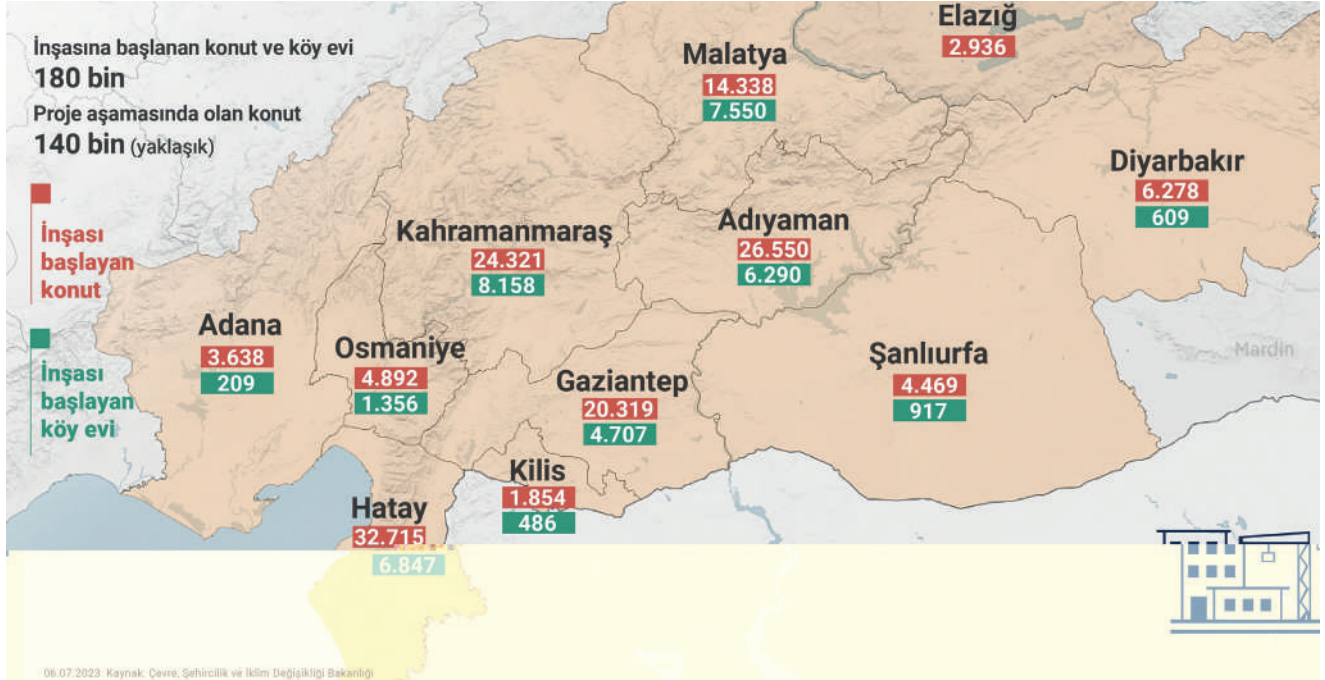 İnşasına başlanan konut ve köy evi
180 bin
Proje aşamasında olan konut
140 bin (yaklaşık)
İnşası
başlayan
konut
İnşası
başlayan
köy evi
Elazığ
2.936
Malatya
14.338
7.550
Diyarbakır
6.278
609
Kahramanmaraş
24.321
8.158
Adıyaman
26.550
6.290
Adana
3.638
209
Osmaniye
4.892
1.356
Gaziantep
20.319
4.707
Şanlıurfa
4.469
917
Mardin
Kilis
1.854
486
Hatay
32.715
6.847
06.07.2023 Kaynak: Çevre, Şehircilik ve İklim Değişikliği Bakanlığı